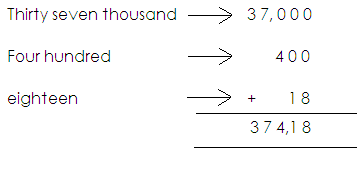 Thirty seven thousand → 37,000
Four hundred → 400
eighteen → + 18
374,18